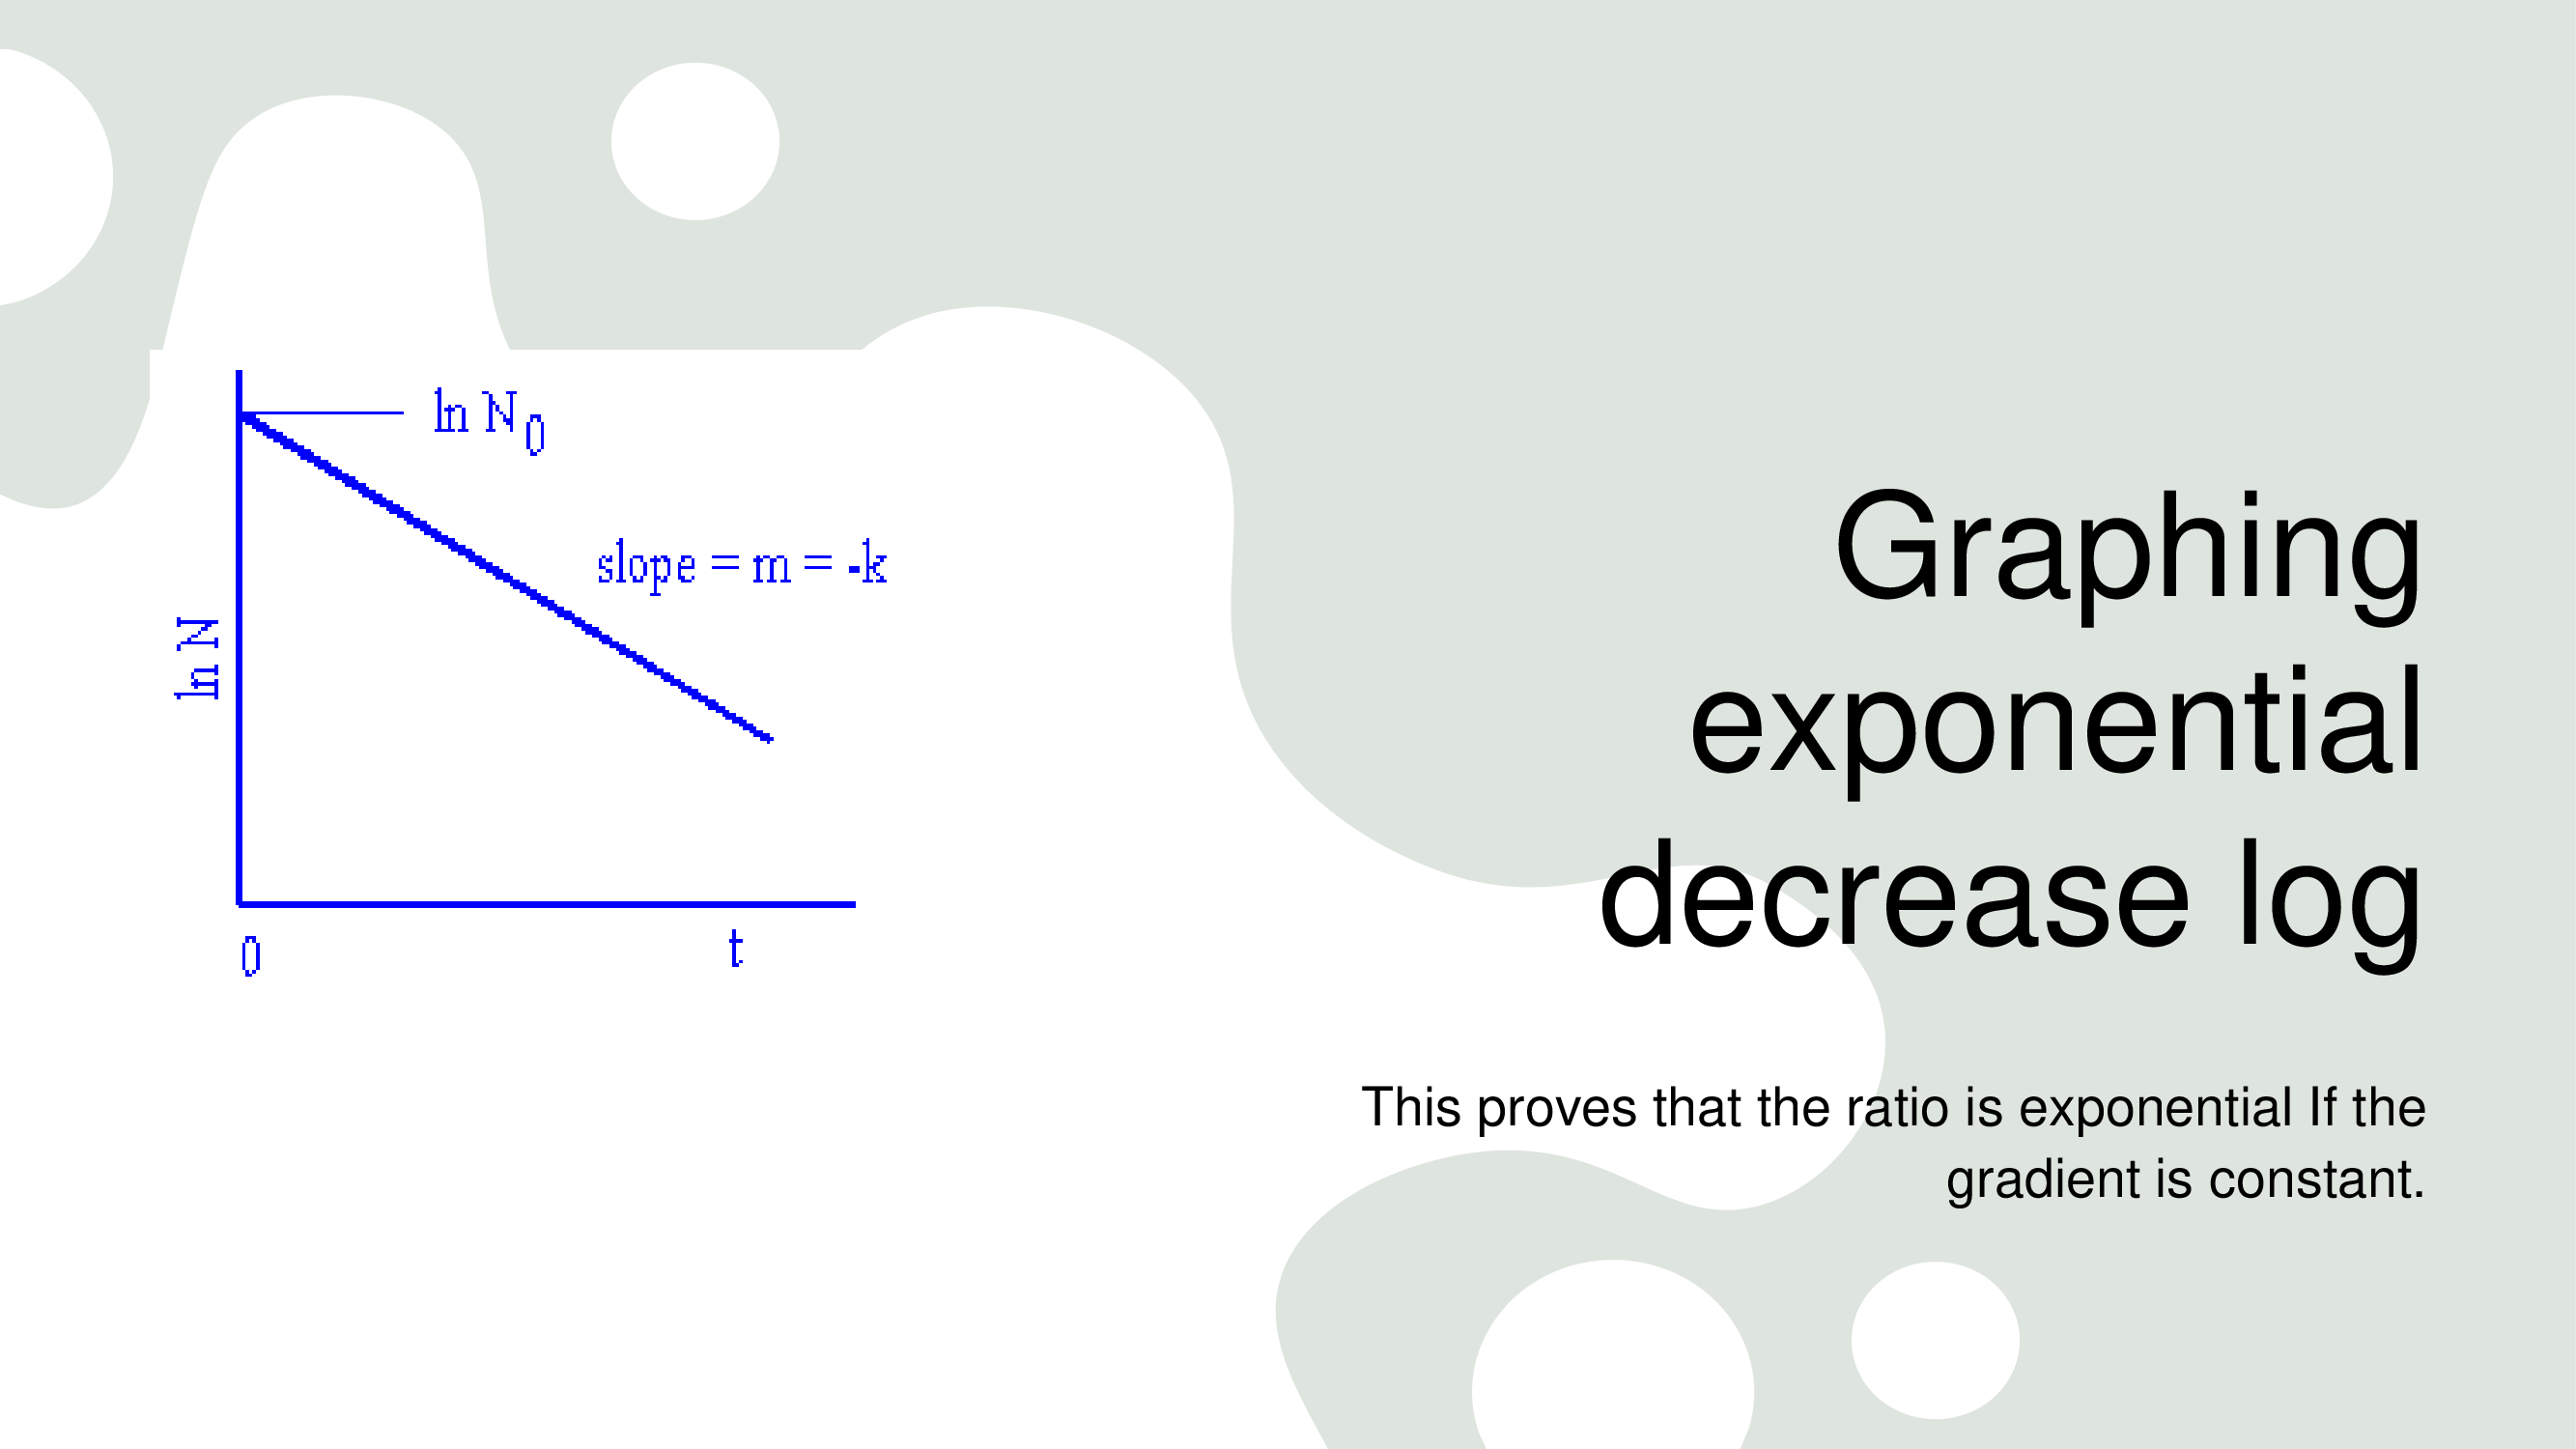 ln N0
slope = m = -k
ln N
0
t
Graphing
exponential
decrease log
This proves that the ratio is exponential If the
gradient is constant.